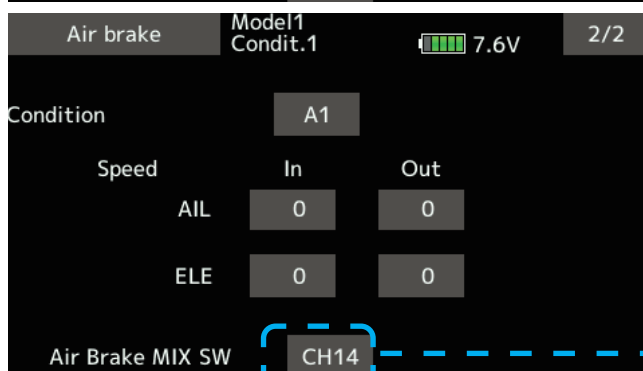 Air brake Model1 2/2
Condit.1 7.6V
Condition A1
Speed In Out
AIL 0 0
ELE 0 0
Air Brake MIX SW CH14